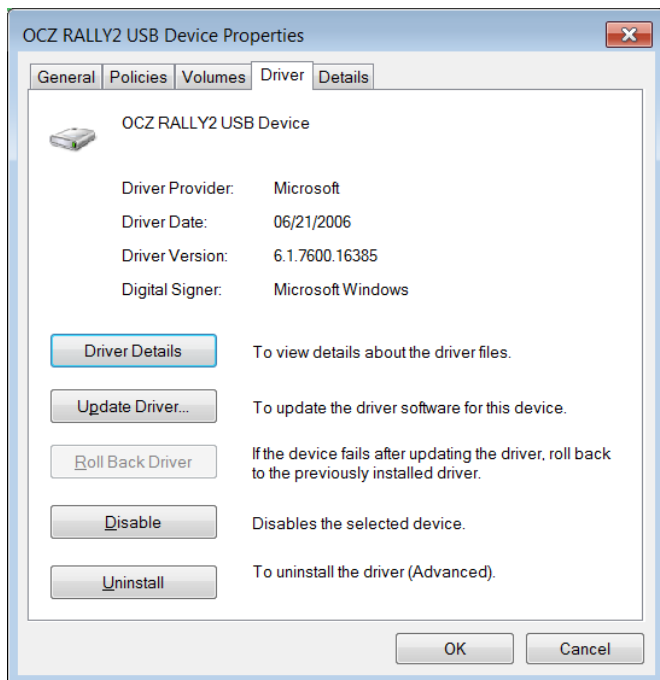 OCZ RALLY2 USB Device Properties
General Policies Volumes Driver Details
OCZ RALLY2 USB Device
Driver Provider: Microsoft
Driver Date: 06/21/2006
Driver Version: 6.1.7600.16385
Digital Signer: Microsoft Windows
Driver Details To view details about the driver files.
Update Driver... To update the driver software for this device.
Roll Back Driver If the device fails after updating the driver, roll back
to the previously installed driver.
Disable Disables the selected device.
Uninstall To uninstall the driver (Advanced).
OK Cancel